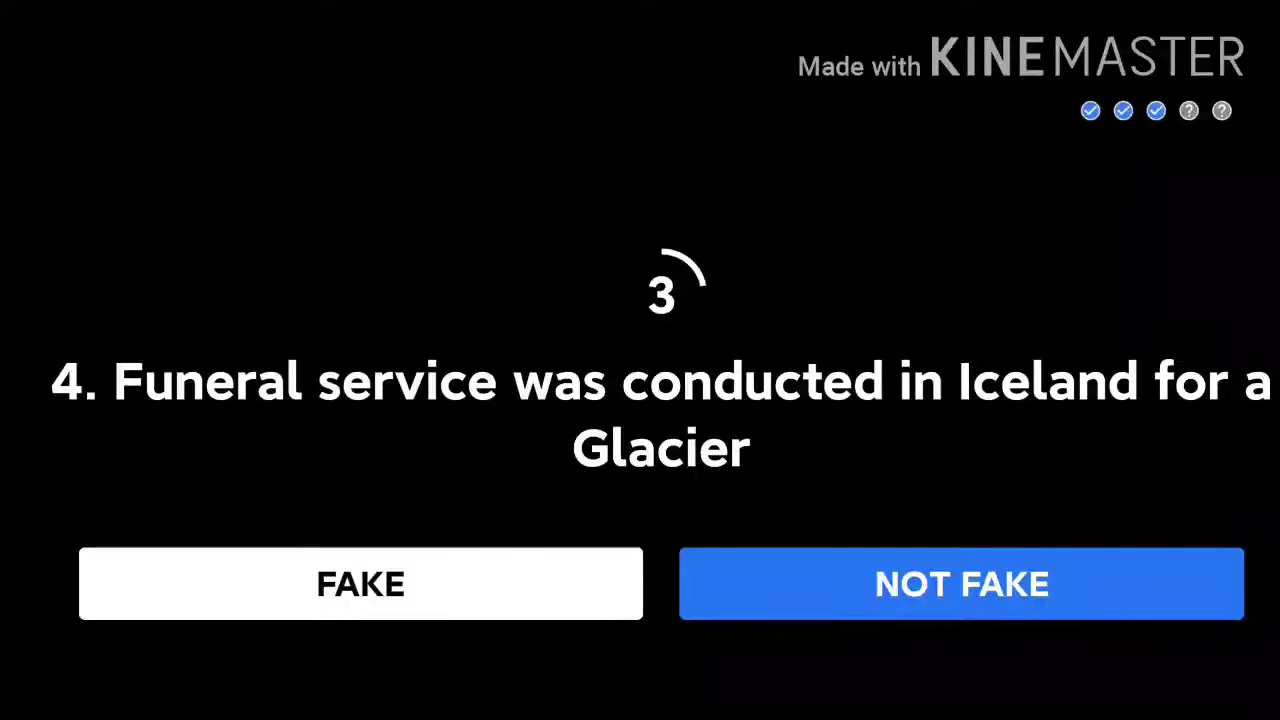 Made with KINEMASTER
3
4. Funeral service was conducted in Iceland for a
Glacier
FAKE
NOT FAKE